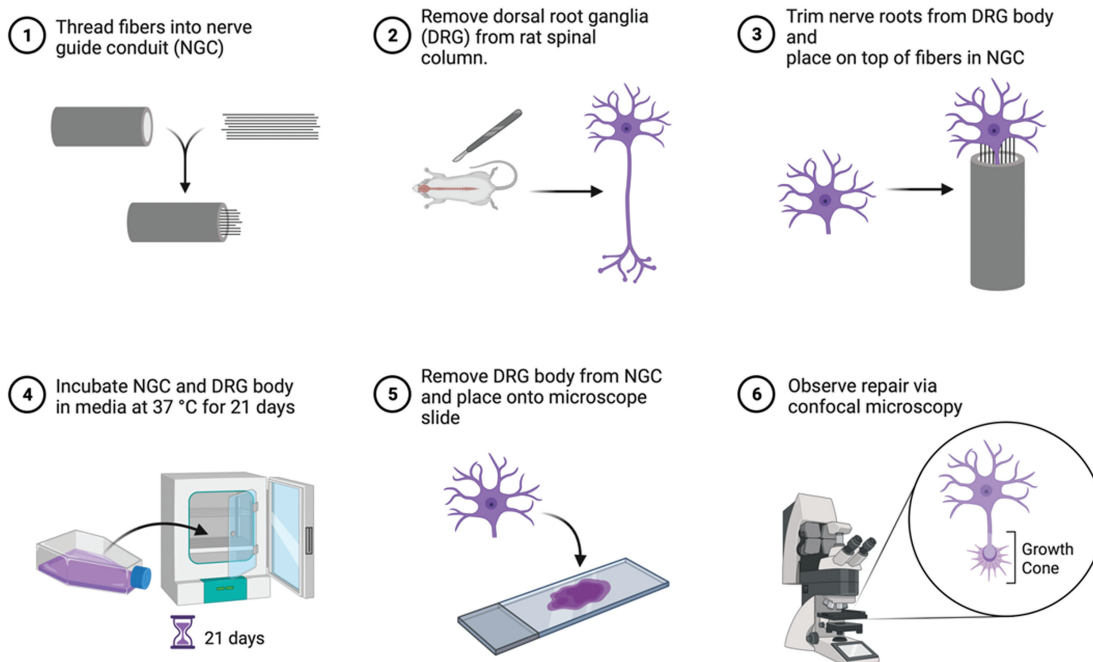 1
Thread fibers into nerve
guide conduit (NGC)
2
Remove dorsal root ganglia
(DRG) from rat spinal
column.
3
Trim nerve roots from DRG body
and
place on top of fibers in NGC
4
Incubate NGC and DRG body
in media at 37 °C for 21 days
21 days
5
Remove DRG body from NGC
and place onto microscope
slide
6
Observe repair via
confocal microscopy
Growth
Cone